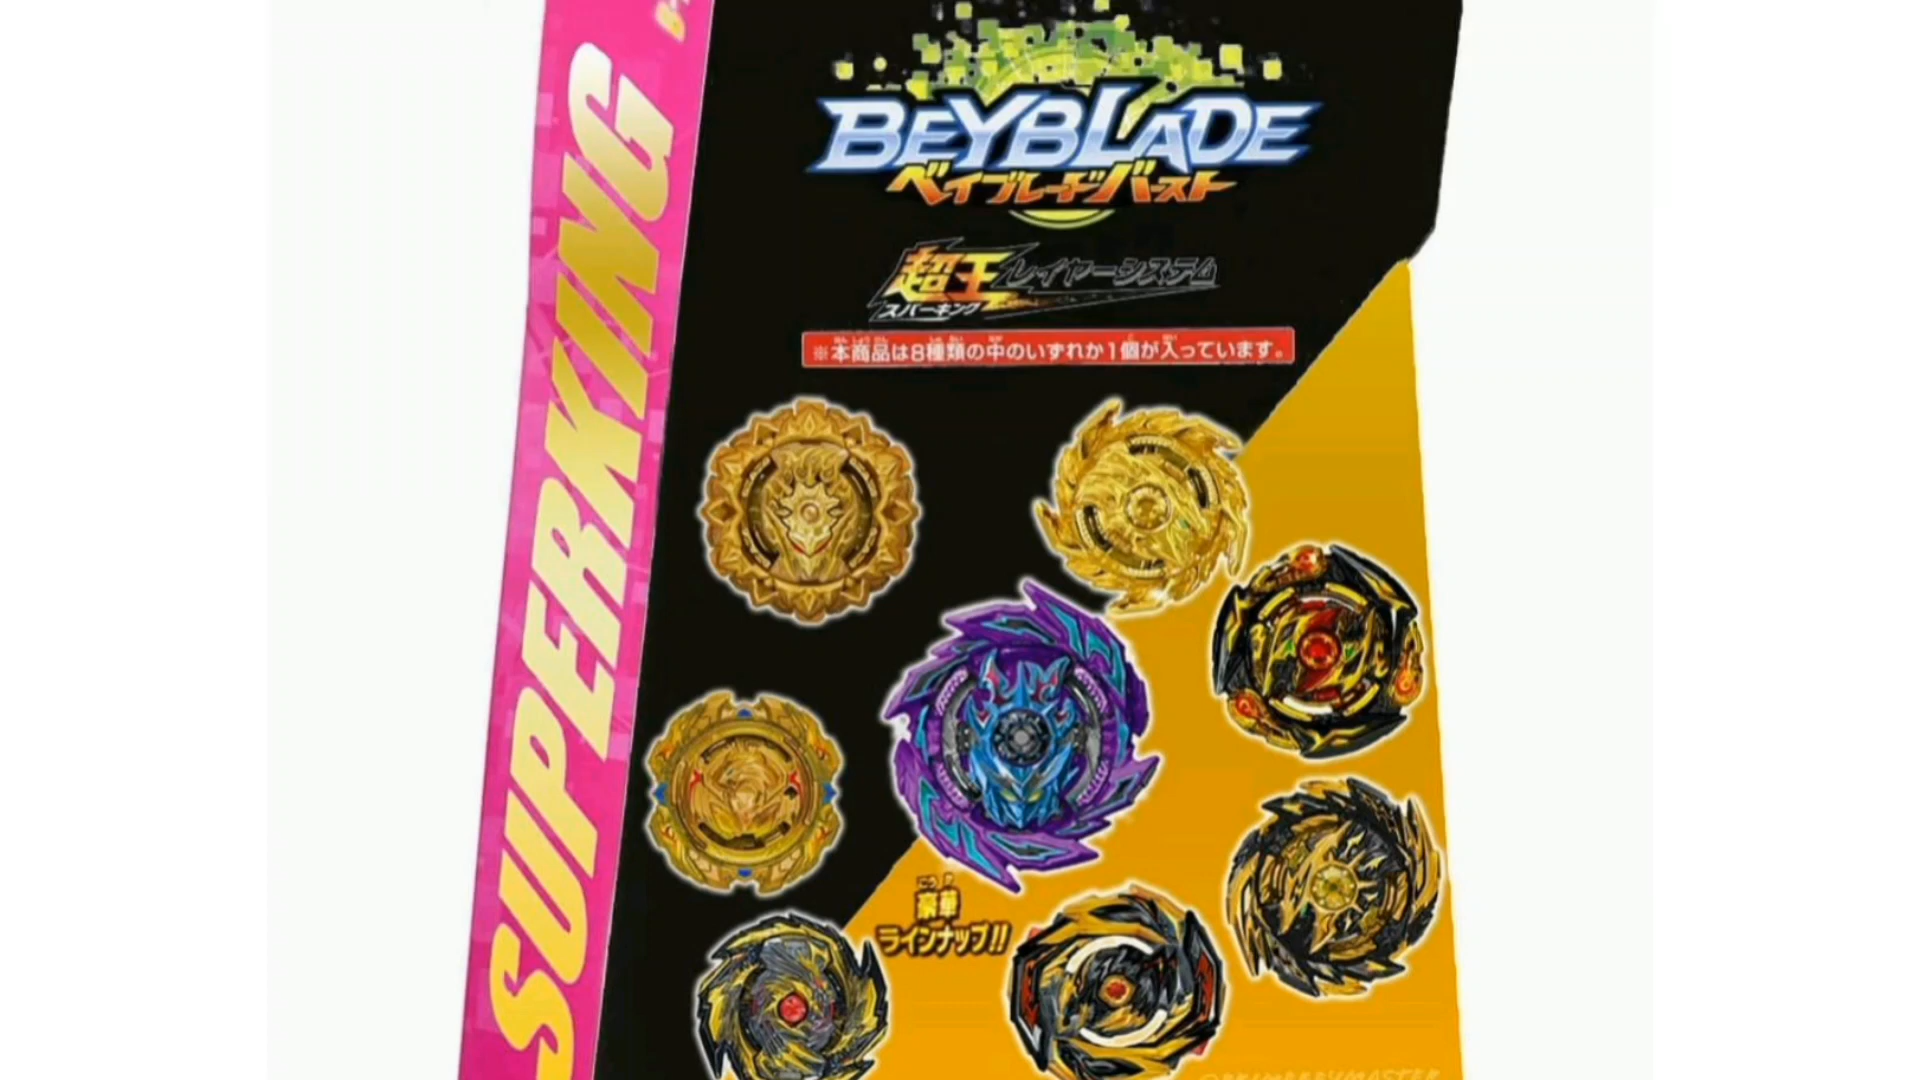 SUPERKING
BEYBLADE
ベイブレードバースト
超王レイヤーシステム
スパーキング
※本商品は8種類の中のいずれか1個が入っています。
豪華
ラインナップ!!